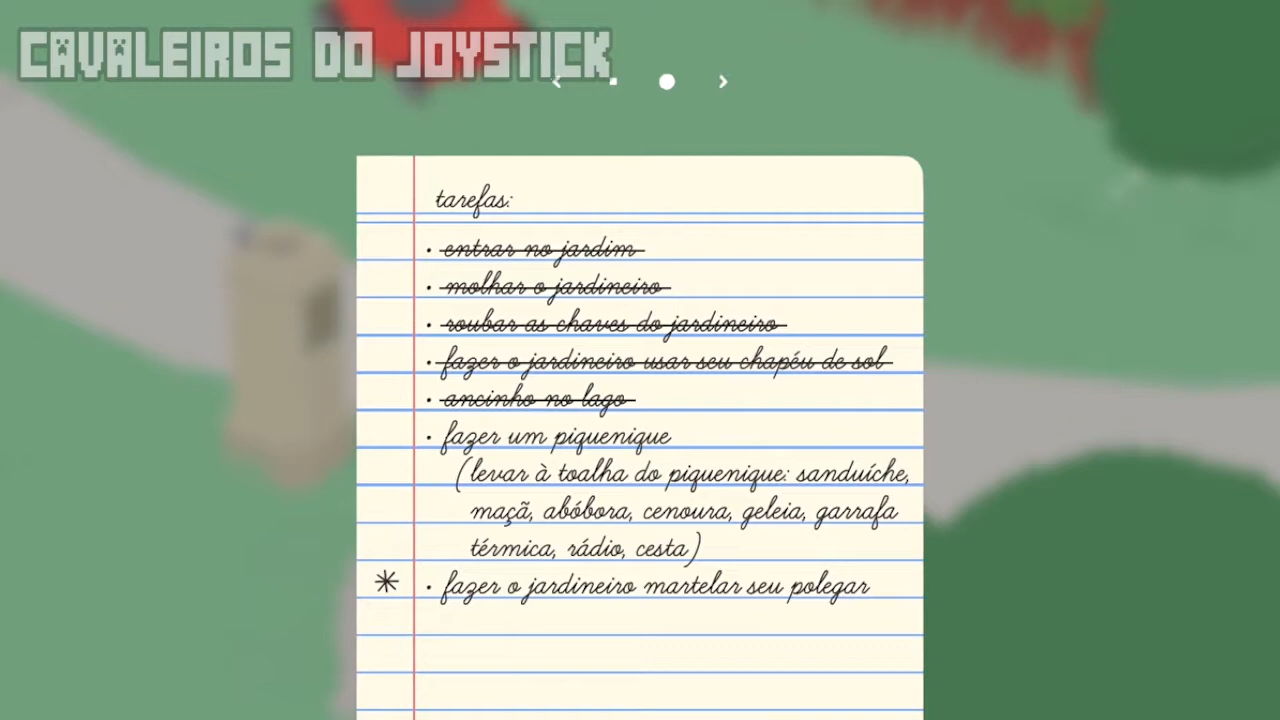 CAVALEIROS DO JOYSTICK
tarefas:
• entrar no jardim
• molhar o jardineiro
• roubar as chaves do jardineiro
• fazer o jardineiro usar seu chapéu de sol
• ancinho no lago
• fazer um piquenique
(levar à toalha do piquenique: sanduíche,
maçã, abóbora, cenoura, geleia, garrafa
térmica, rádio, cesta)
* • fazer o jardineiro martelar seu polegar